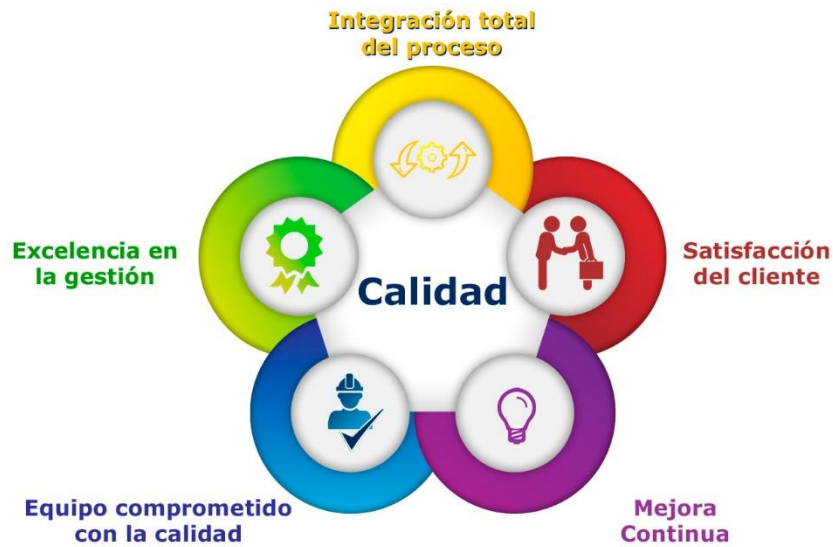 Integración total
del proceso
Excelencia en
la gestión
Calidad
Satisfacción
del cliente
Equipo comprometido
con la calidad
Mejora
Continua